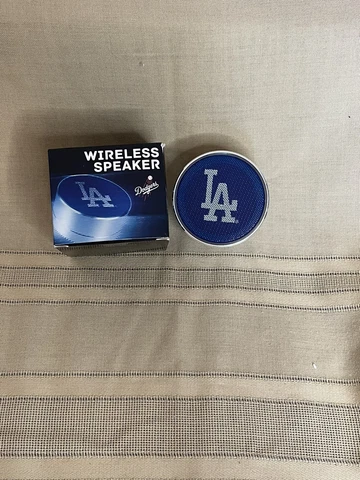 WIRELESS
SPEAKER
Dodgers
LA
LA